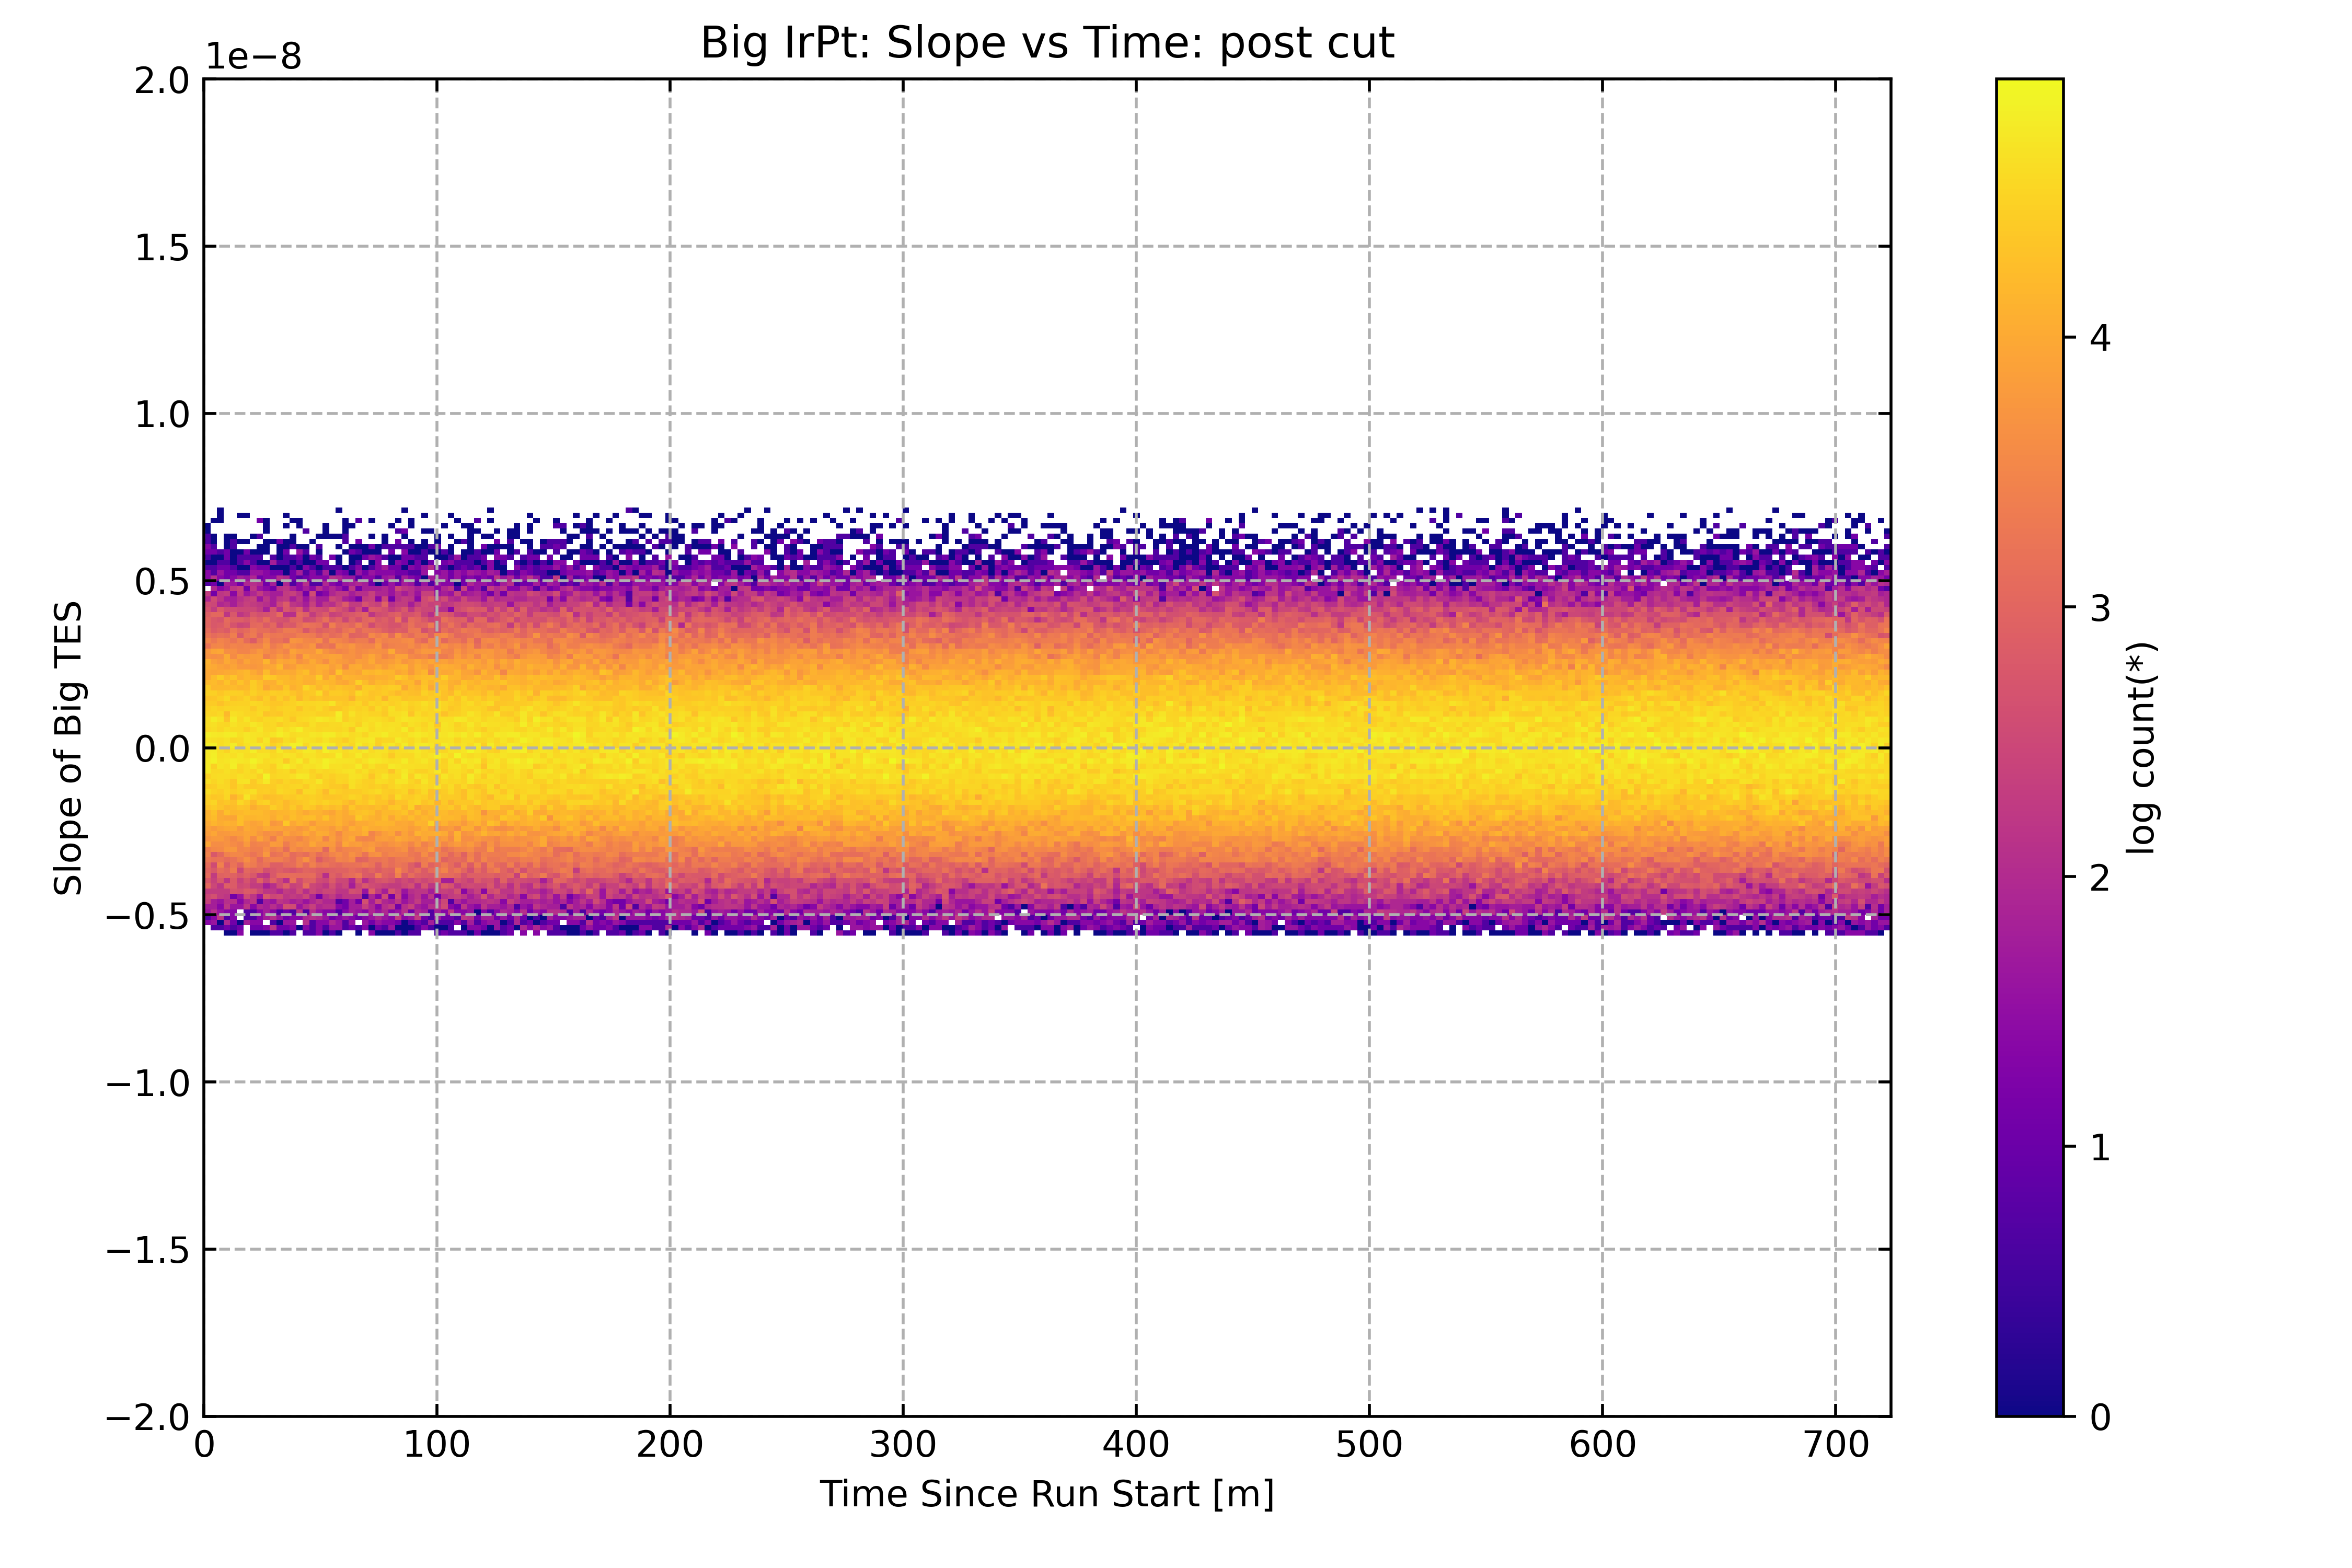 Big IrPt: Slope vs Time: post cut
1e−8
2.0
1.5
1.0
0.5
0.0
−0.5
−1.0
−1.5
−2.0
Slope of Big TES
0 100 200 300 400 500 600 700
Time Since Run Start [m]
4
3
2
1
0
log count(*)